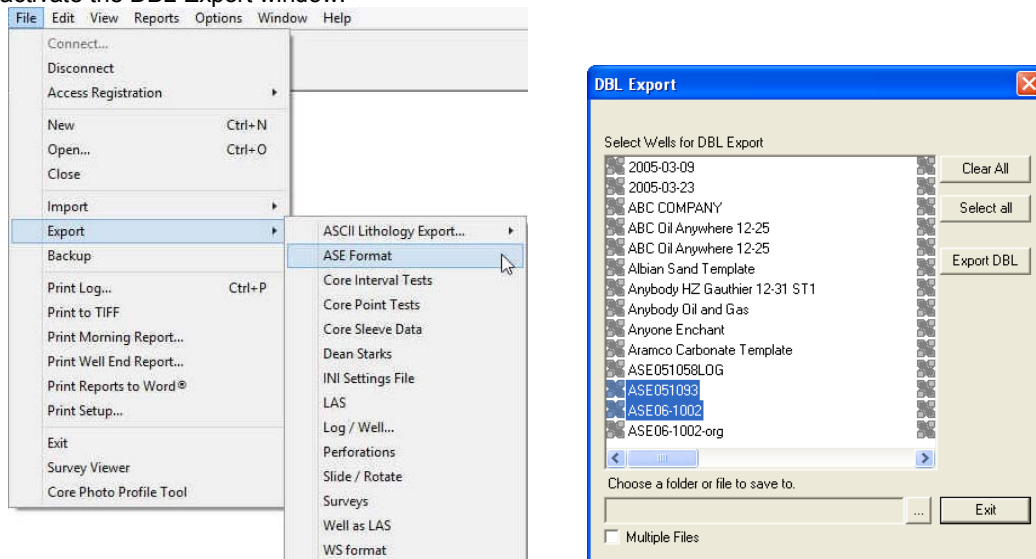 activate the DBL Export window.
File Edit View Reports Options Window Help
Connect...
Disconnect
Access Registration
New Ctrl+N
Open... Ctrl+O
Close
Import
Export
Backup
Print Log... Ctrl+P
Print to TIFF
Print Morning Report...
Print Well End Report...
Print Reports to Word®
Print Setup...
Exit
Survey Viewer
Core Photo Profile Tool
ASCII Lithology Export...
ASE Format
Core Interval Tests
Core Point Tests
Core Sleeve Data
Dean Starks
INI Settings File
LAS
Log / Well...
Perforations
Slide / Rotate
Surveys
Well as LAS
WS format
DBL Export
Select Wells for DBL Export
2005-03-09
2005-03-23
ABC COMPANY
ABC Oil Anywhere 12-25
ABC Oil Anywhere 12-25
Albian Sand Template
Anybody HZ Gauthier 12-31 ST1
Anybody Oil and Gas
Anyone Enchant
Aramco Carbonate Template
ASE051058LOG
ASE051093
ASE06-1002
ASE06-1002-org
Clear All
Select all
Export DBL
Choose a folder or file to save to.
... Exit
Multiple Files